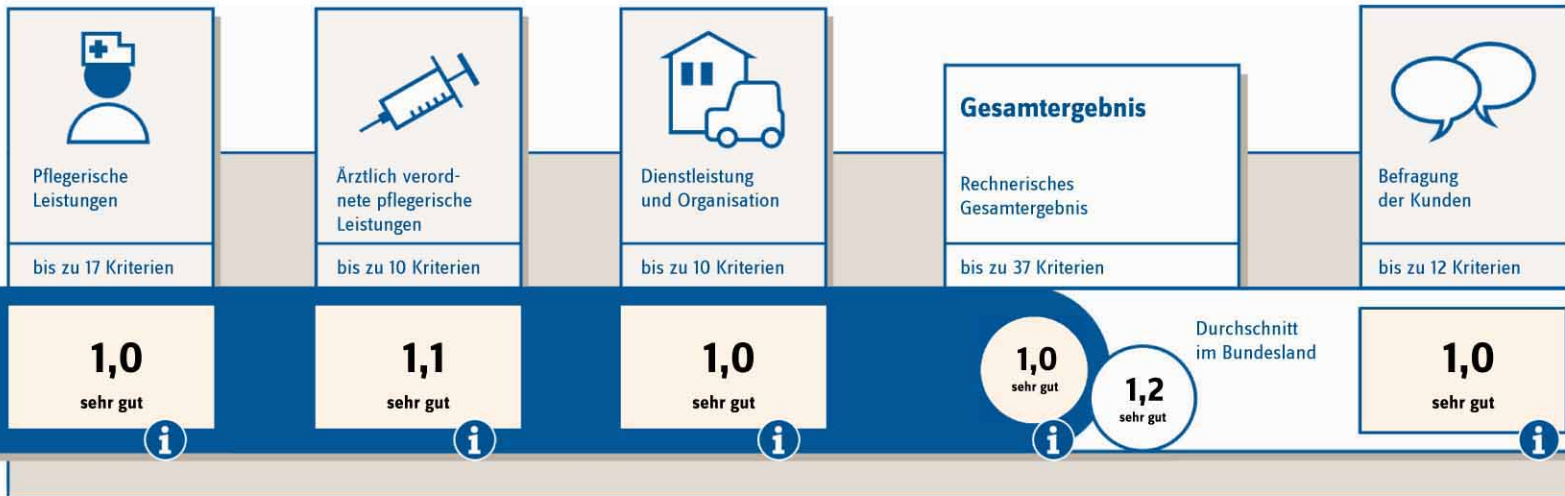 Pflegerische
Leistungen
bis zu 17 Kriterien
1,0
sehr gut
i
Ärztlich verord-
nete pflegerische
Leistungen
bis zu 10 Kriterien
1,1
sehr gut
i
Dienstleistung
und Organisation
bis zu 10 Kriterien
1,0
sehr gut
i
Gesamtergebnis
Rechnerisches
Gesamtergebnis
bis zu 37 Kriterien
1,0
sehr gut
i
1,2
sehr gut
Durchschnitt
im Bundesland
Befragung
der Kunden
bis zu 12 Kriterien
1,0
sehr gut
i